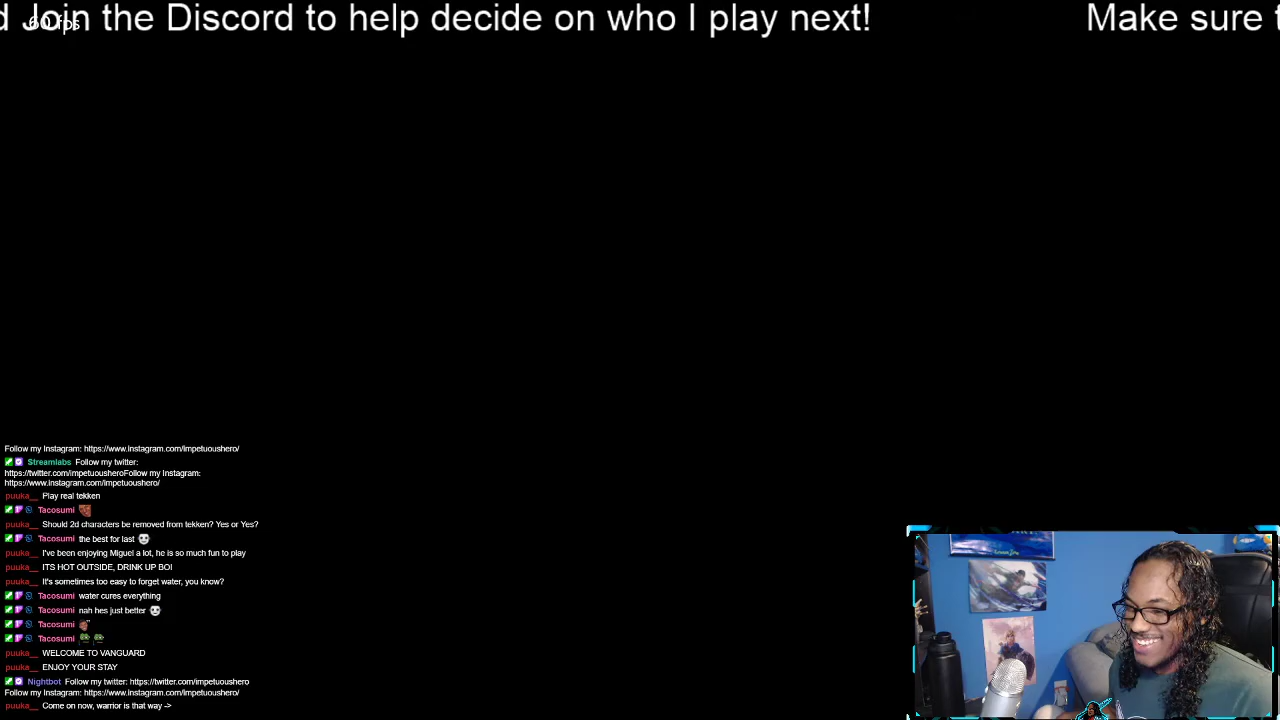 Join the Discord to help decide on who I play next! Make sure
60 fps
Follow my Instagram: https://www.instagram.com/impetuoushero/
Streamlabs Follow my twitter:
https://twitter.com/impetuousheroFollow my Instagram:
https://www.instagram.com/impetuoushero/
puuka__ Play real tekken
Tacosumi
puuka__ Should 2d characters be removed from tekken? Yes or Yes?
Tacosumi the best for last
puuka__ I've been enjoying Miguel a lot, he is so much fun to play
puuka__ ITS HOT OUTSIDE, DRINK UP BOI
puuka__ It's sometimes too easy to forget water, you know?
Tacosumi water cures everything
Tacosumi nah hes just better
Tacosumi
Tacosumi
puuka__ WELCOME TO VANGUARD
puuka__ ENJOY YOUR STAY
Nightbot Follow my twitter: https://twitter.com/impetuoushero
Follow my Instagram: https://www.instagram.com/impetuoushero/
puuka__ Come on now, warrior is that way ->